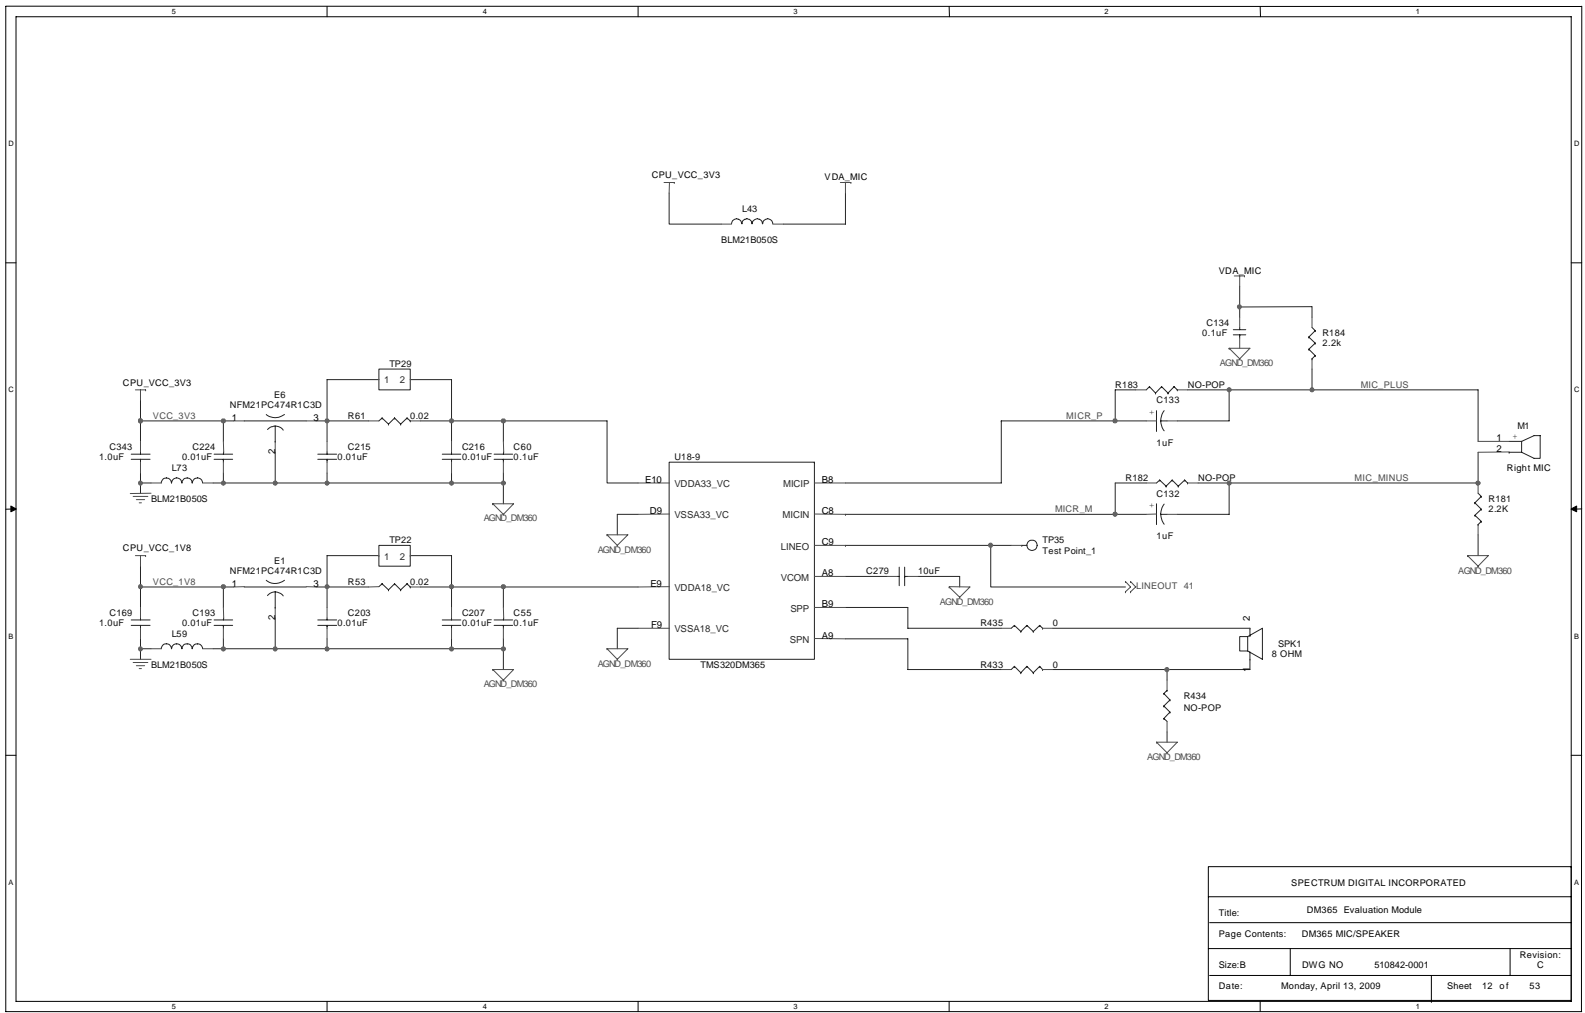 5 4 3 2 1
D D
CPU_VCC_3V3 VDA_MIC
L43
BLM21B050S
VDA_MIC
C134
0.1uF
R184
2.2k
AGND_DM360
TP29
1 2
C C
CPU_VCC_3V3
E6
NFM21PC474R1C3D
VCC_3V3 1 3 R61 0.02
2
C343
1.0uF
C224
0.01uF
C215
0.01uF
C216
0.01uF
C60
0.1uF
L73
BLM21B050S
AGND_DM360
R183 NO-POP MIC_PLUS
C133
MICR_P
+
1uF
M1
1 +
2
Right MIC
U18-9
E10 VDDA33_VC MICIP B8
R182 NO-POP MIC_MINUS
C132
MICR_M
+
1uF
R181
2.2K
AGND_DM360
D9 VSSA33_VC MICIN C8
AGND_DM360
LINEO C9
TP35
Test Point_1
TP22
1 2
CPU_VCC_1V8
E1
NFM21PC474R1C3D
VCC_1V8 1 3 R53 0.02
2
E9 VDDA18_VC VCOM A8
C279 10uF
AGND_DM360
LINEOUT 41
C169
1.0uF
C193
0.01uF
C203
0.01uF
C207
0.01uF
C55
0.1uF
L59
BLM21B050S
AGND_DM360
SPP B9
R435 0
F9 VSSA18_VC
SPN A9
AGND_DM360
TMS320DM365
R433 0
2
1
SPK1
8 OHM
B B
R434
NO-POP
AGND_DM360
A A
SPECTRUM DIGITAL INCORPORATED
Title: DM365 Evaluation Module
Page Contents: DM365 MIC/SPEAKER
Size:B DWG NO 510842-0001 Revision:
C
Date: Monday, April 13, 2009 Sheet 12 of 53
5 4 3 2 1